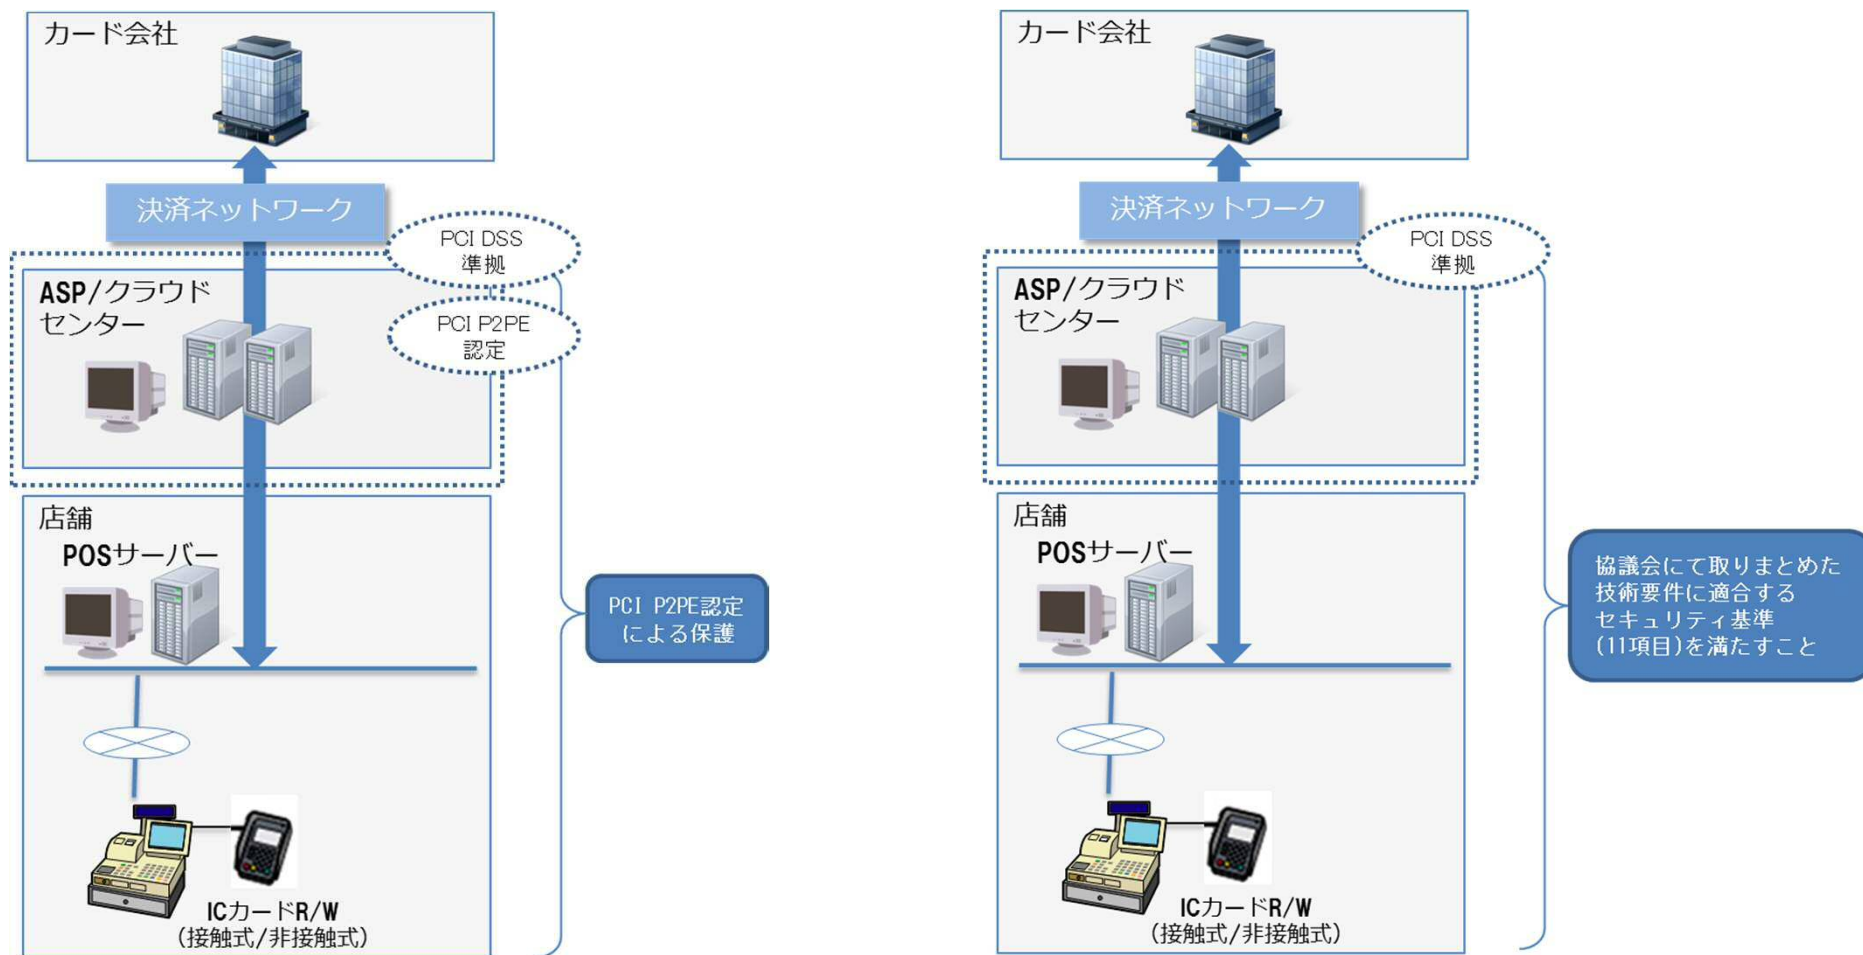 カード会社
決済ネットワーク
PCI DSS
準拠
ASP/クラウド
センター
PCI P2PE
認定
店舗
POSサーバー
PCI P2PE認定
による保護
ICカードR/W
(接触式/非接触式)
カード会社
決済ネットワーク
PCI DSS
準拠
ASP/クラウド
センター
店舗
POSサーバー
協議会にて取りまとめた
技術要件に適合する
セキュリティ基準
(11項目)を満たすこと
ICカードR/W
(接触式/非接触式)